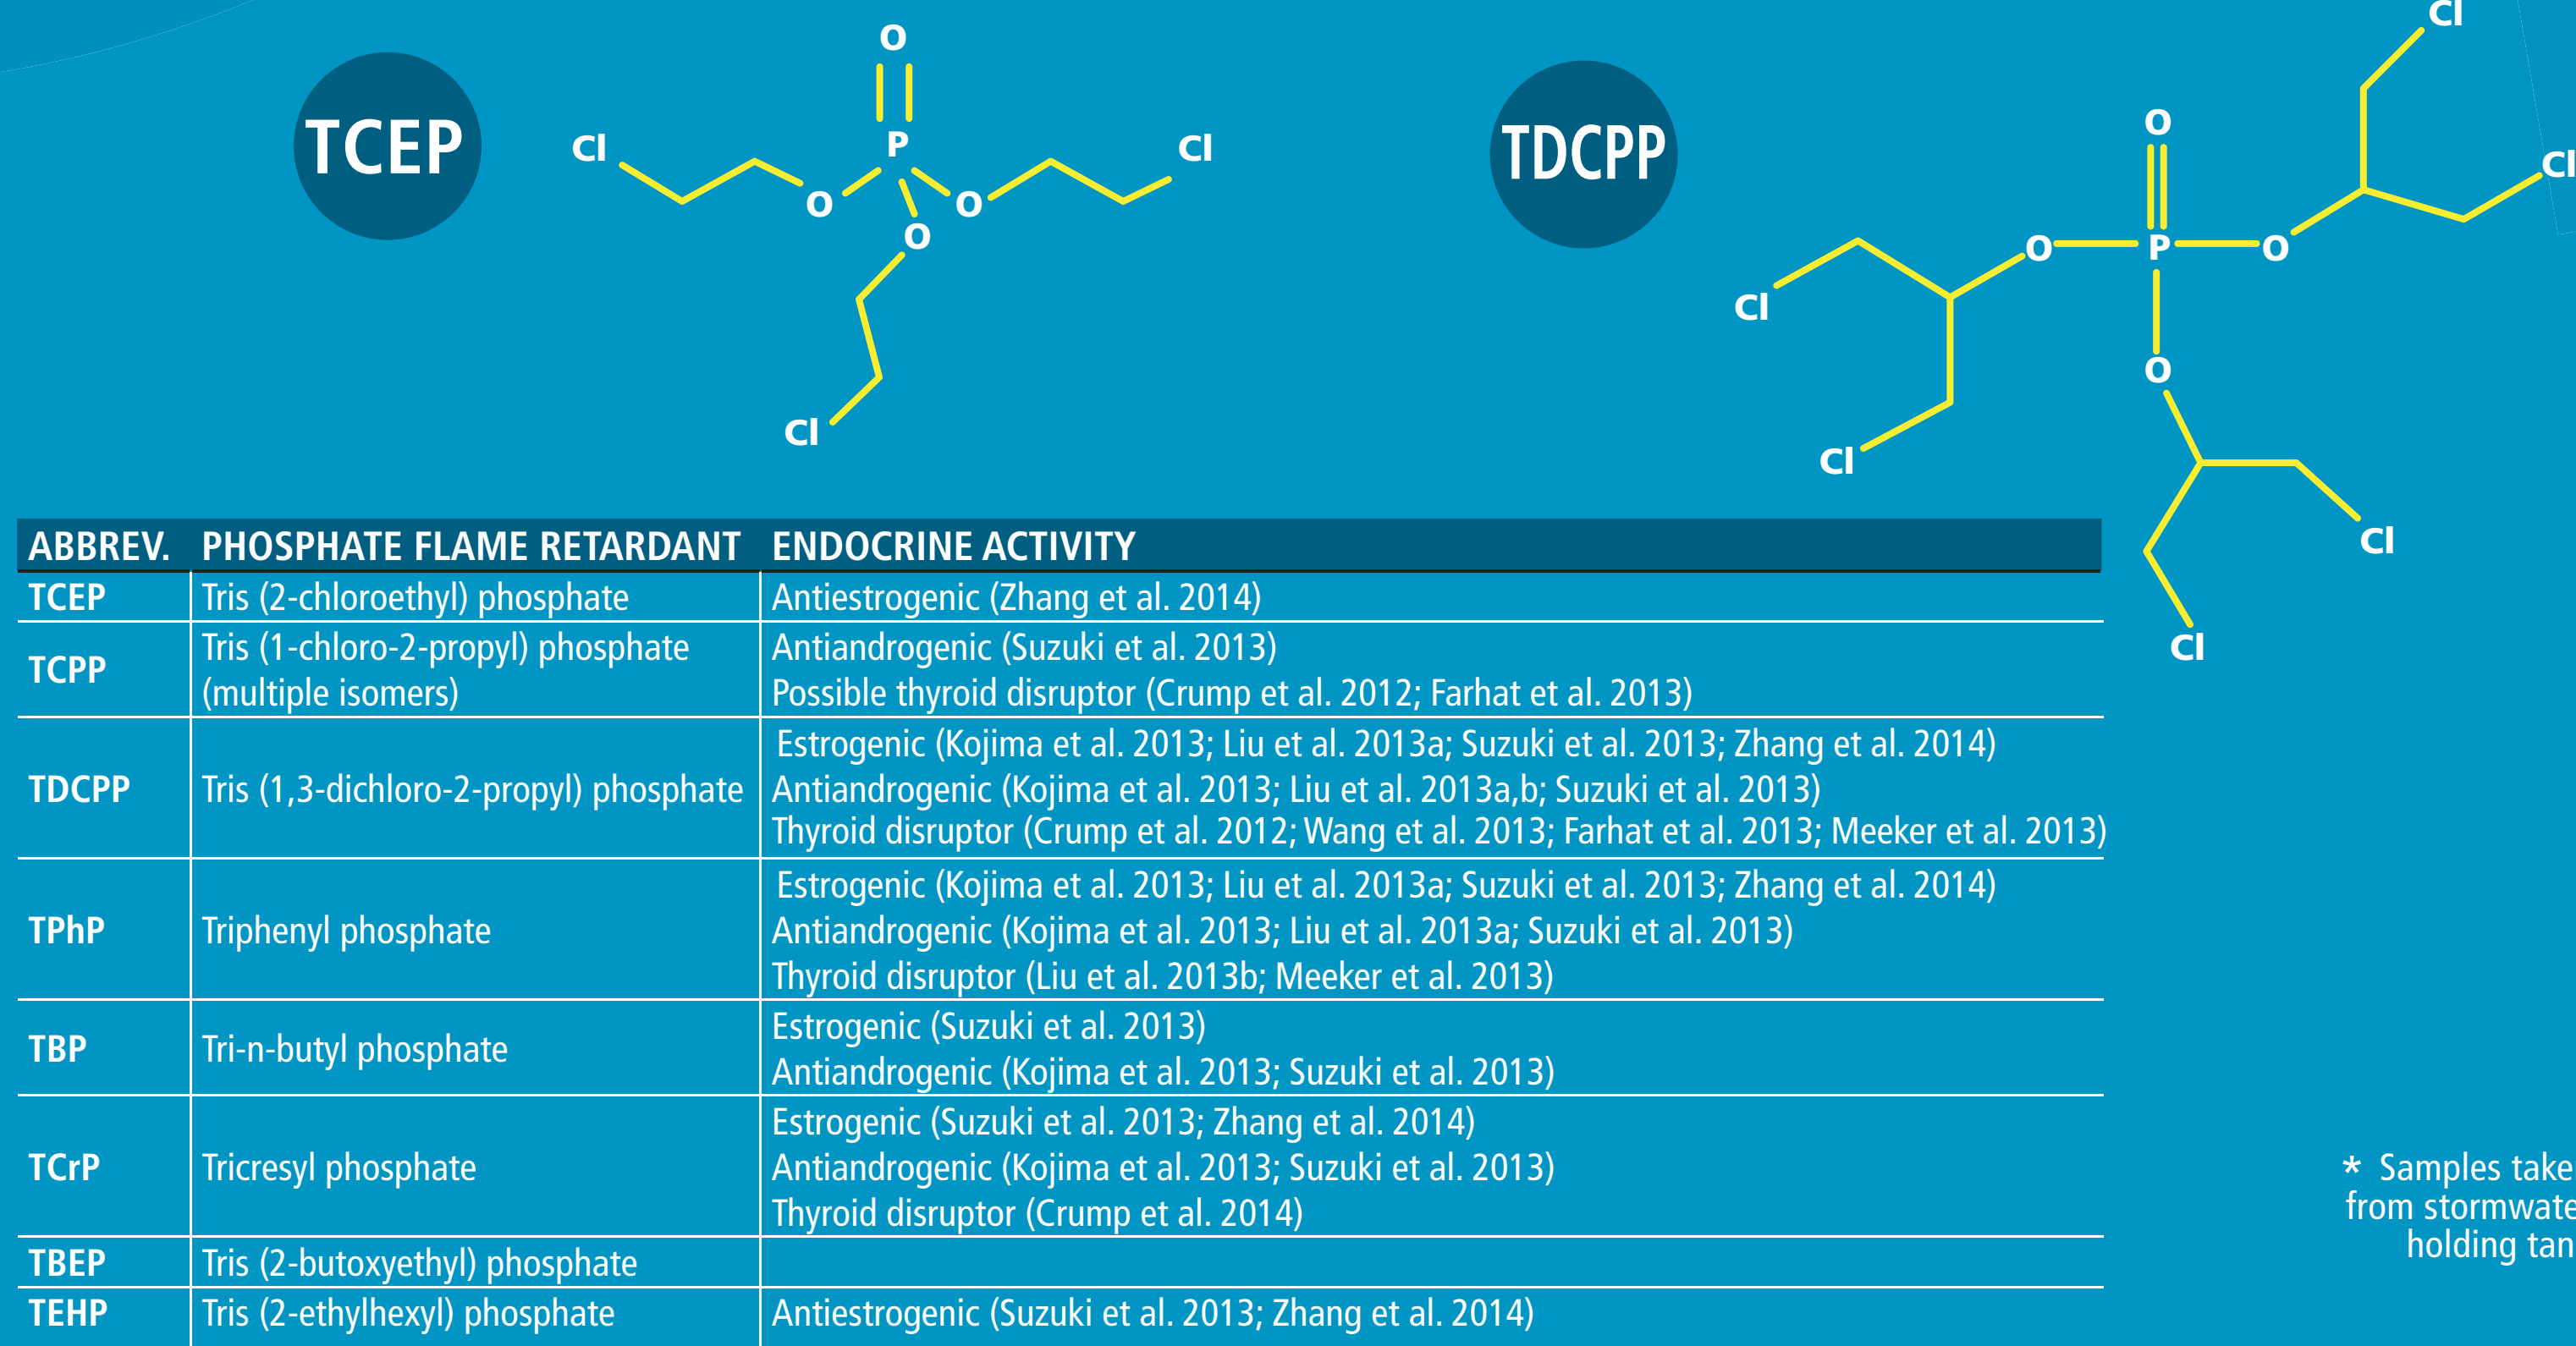 TCEP
O
P
Cl
Cl
O
O
O
Cl
TDCPP
Cl
O
Cl
O
P
O
Cl
O
Cl
Cl
Cl
ABBREV. PHOSPHATE FLAME RETARDANT ENDOCRINE ACTIVITY
TCEP Tris (2-chloroethyl) phosphate Antiestrogenic (Zhang et al. 2014)
TCPP Tris (1-chloro-2-propyl) phosphate
(multiple isomers)
Antiandrogenic (Suzuki et al. 2013)
Possible thyroid disruptor (Crump et al. 2012; Farhat et al. 2013)
TDCPP Tris (1,3-dichloro-2-propyl) phosphate
Estrogenic (Kojima et al. 2013; Liu et al. 2013a; Suzuki et al. 2013; Zhang et al. 2014)
Antiandrogenic (Kojima et al. 2013; Liu et al. 2013a,b; Suzuki et al. 2013)
Thyroid disruptor (Crump et al. 2012; Wang et al. 2013; Farhat et al. 2013; Meeker et al. 2013)
TPhP Triphenyl phosphate
Estrogenic (Kojima et al. 2013; Liu et al. 2013a; Suzuki et al. 2013; Zhang et al. 2014)
Antiandrogenic (Kojima et al. 2013; Liu et al. 2013a; Suzuki et al. 2013)
Thyroid disruptor (Liu et al. 2013b; Meeker et al. 2013)
TBP Tri-n-butyl phosphate
Estrogenic (Suzuki et al. 2013)
Antiandrogenic (Kojima et al. 2013; Suzuki et al. 2013)
TCrP Tricresyl phosphate
Estrogenic (Suzuki et al. 2013; Zhang et al. 2014)
Antiandrogenic (Kojima et al. 2013; Suzuki et al. 2013)
Thyroid disruptor (Crump et al. 2014)
TBEP Tris (2-butoxyethyl) phosphate
TEHP Tris (2-ethylhexyl) phosphate Antiestrogenic (Suzuki et al. 2013; Zhang et al. 2014)
* Samples take
from stormwate
holding tan